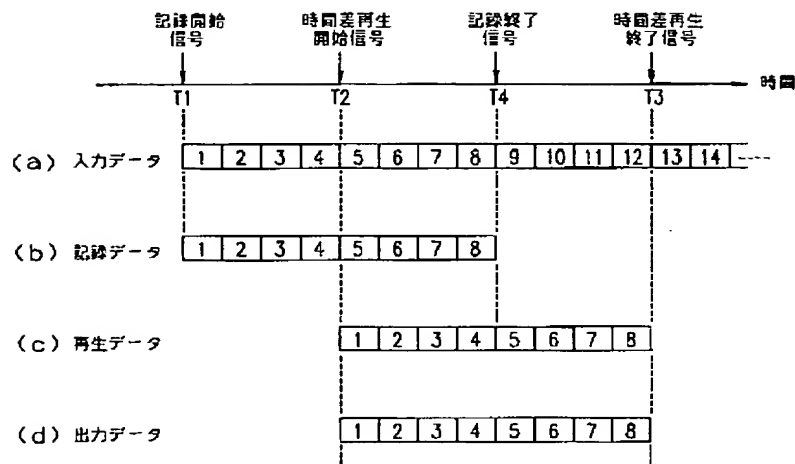 記録開始
信号
時間差再生
開始信号
記録終了
信号
時間差再生
終了信号
時間
T1
T2
T4
T3
(a) 入力データ
1 2 3 4 5 6 7 8 9 10 11 12 13 14
(b) 記録データ
1 2 3 4 5 6 7 8
(c) 再生データ
1 2 3 4 5 6 7 8
(d) 出力データ
1 2 3 4 5 6 7 8